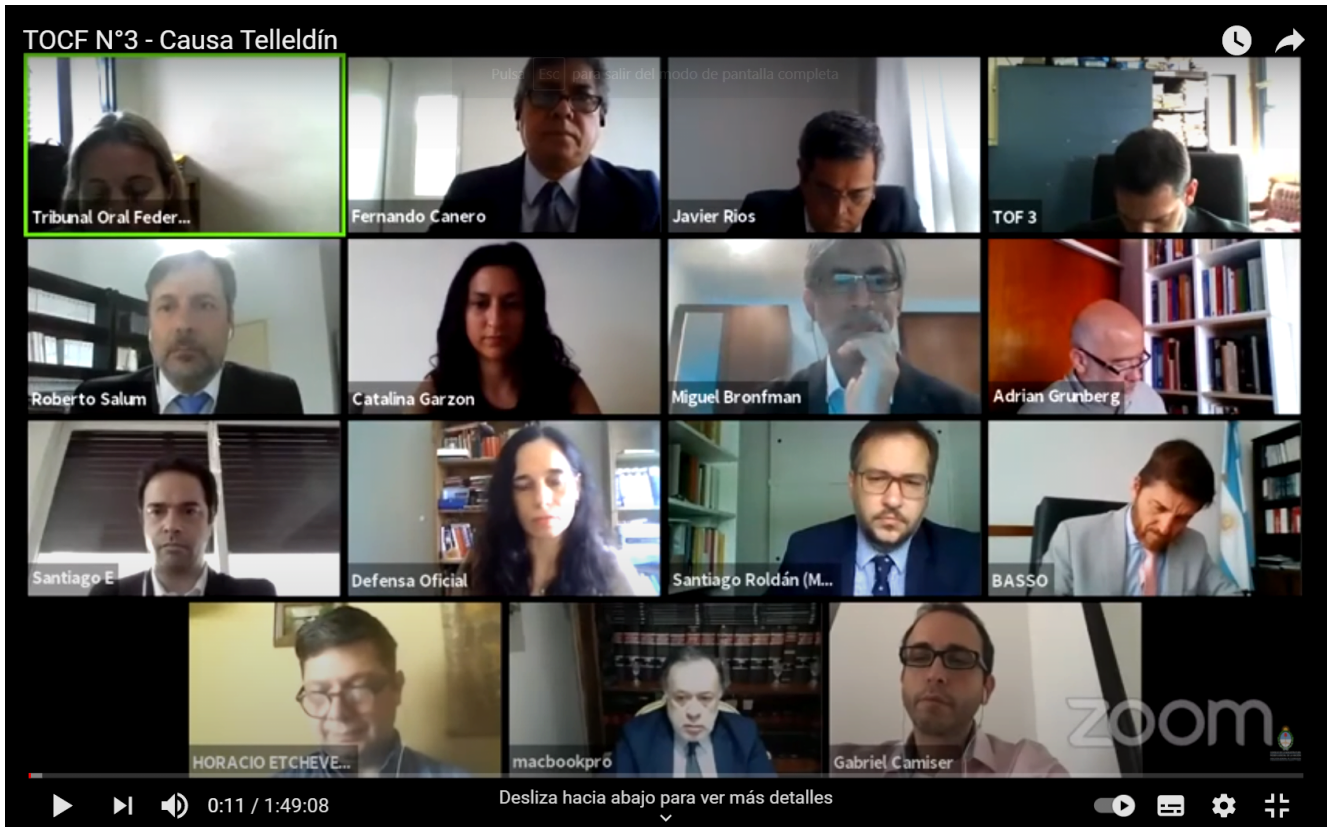 TOCF N°3 - Causa Telleldín
Pulsa Esc para salir del modo de pantalla completa
Tribunal Oral Feder...
Fernando Canero
Javier Rios
TOF 3
Roberto Salum
Catalina Garzon
Miguel Bronfman
Adrian Grunberg
Santiago E
Defensa Oficial
Santiago Roldán (M...
BASSO
HORACIO ETCHEVE...
macbookpro
Gabriel Camiser
zoom
0:11 / 1:49:08
Desliza hacia abajo para ver más detalles